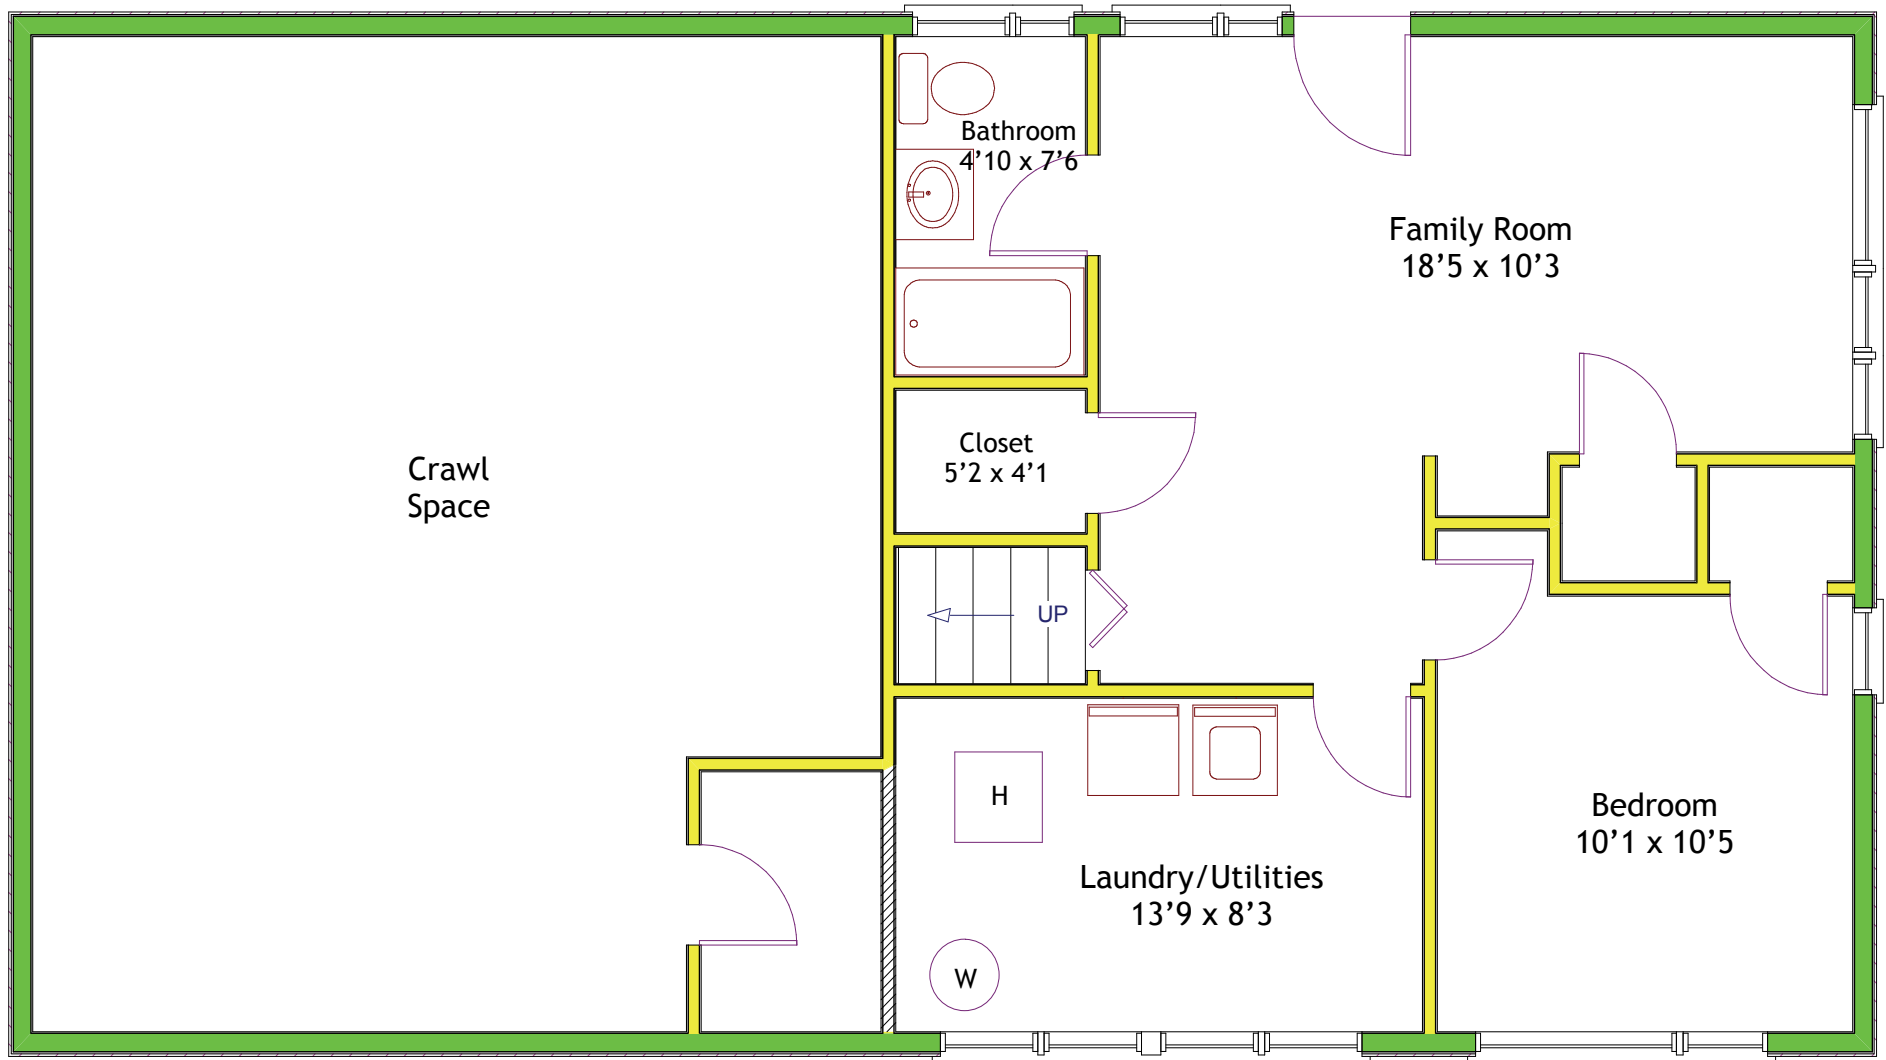 Bathroom
4’10 x 7’6
Family Room
18’5 x 10’3
Closet
5’2 x 4’1
Crawl
Space
UP
H
Bedroom
10’1 x 10’5
Laundry/Utilities
13’9 x 8’3
W